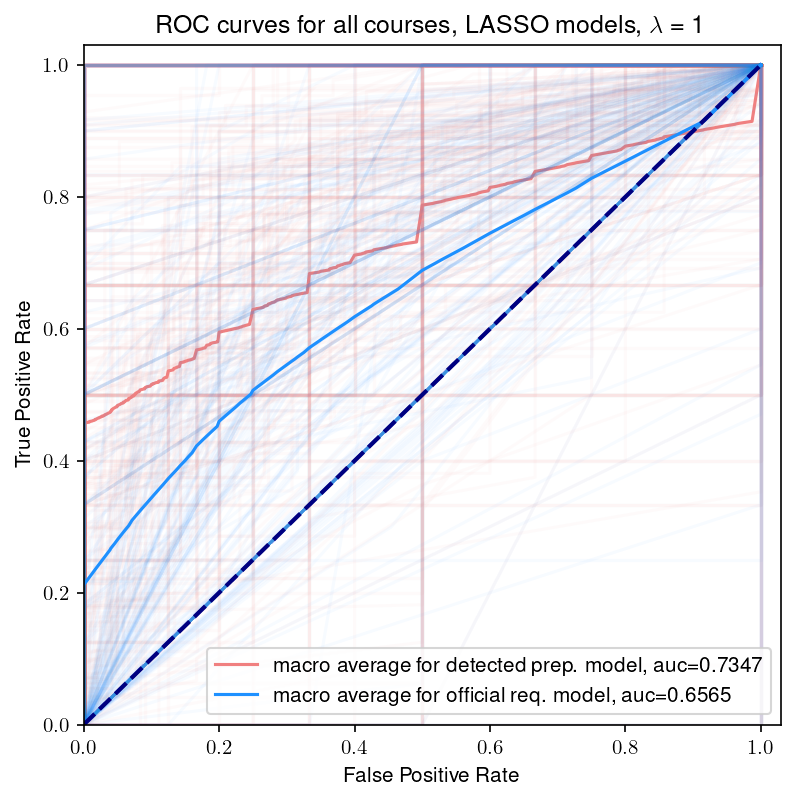 ROC curves for all courses, LASSO models, λ = 1
True Positive Rate
1.0
0.8
0.6
0.4
0.2
0.0
macro average for detected prep. model, auc=0.7347
macro average for official req. model, auc=0.6565
0.0 0.2 0.4 0.6 0.8 1.0
False Positive Rate